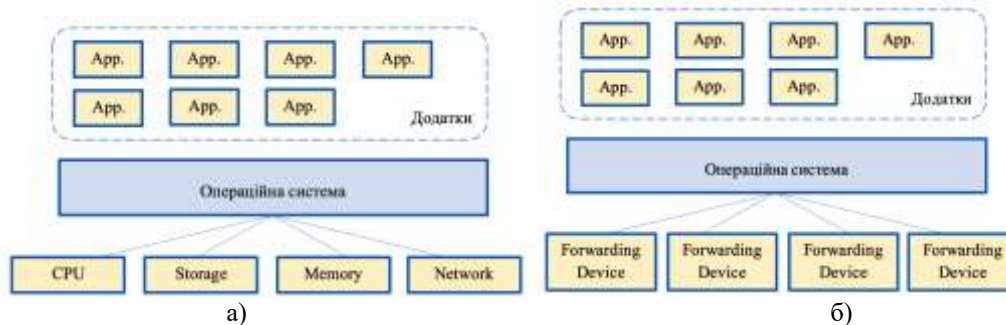 App. App. App. App.
App. App. App.
Додатки
Операційна система
CPU Storage Memory Network
а)
App. App. App. App.
App. App. App.
Додатки
Операційна система
Forwarding Device Forwarding Device Forwarding Device Forwarding Device
б)